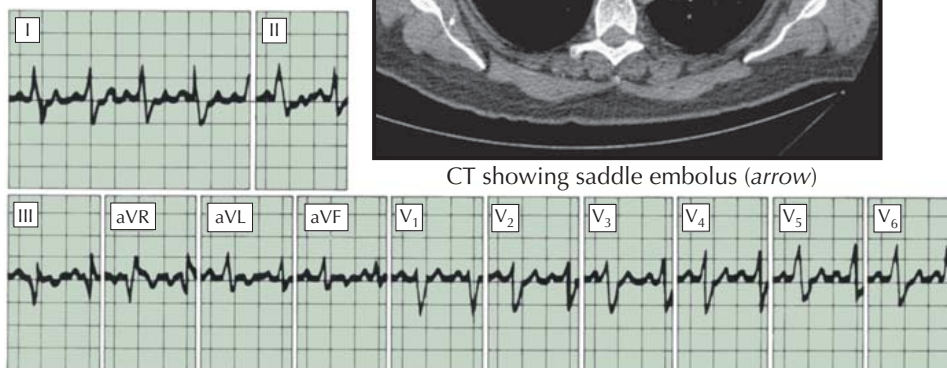 I II
CT showing saddle embolus (arrow)
III aVR aVL aVF V1 V2 V3 V4 V5 V6